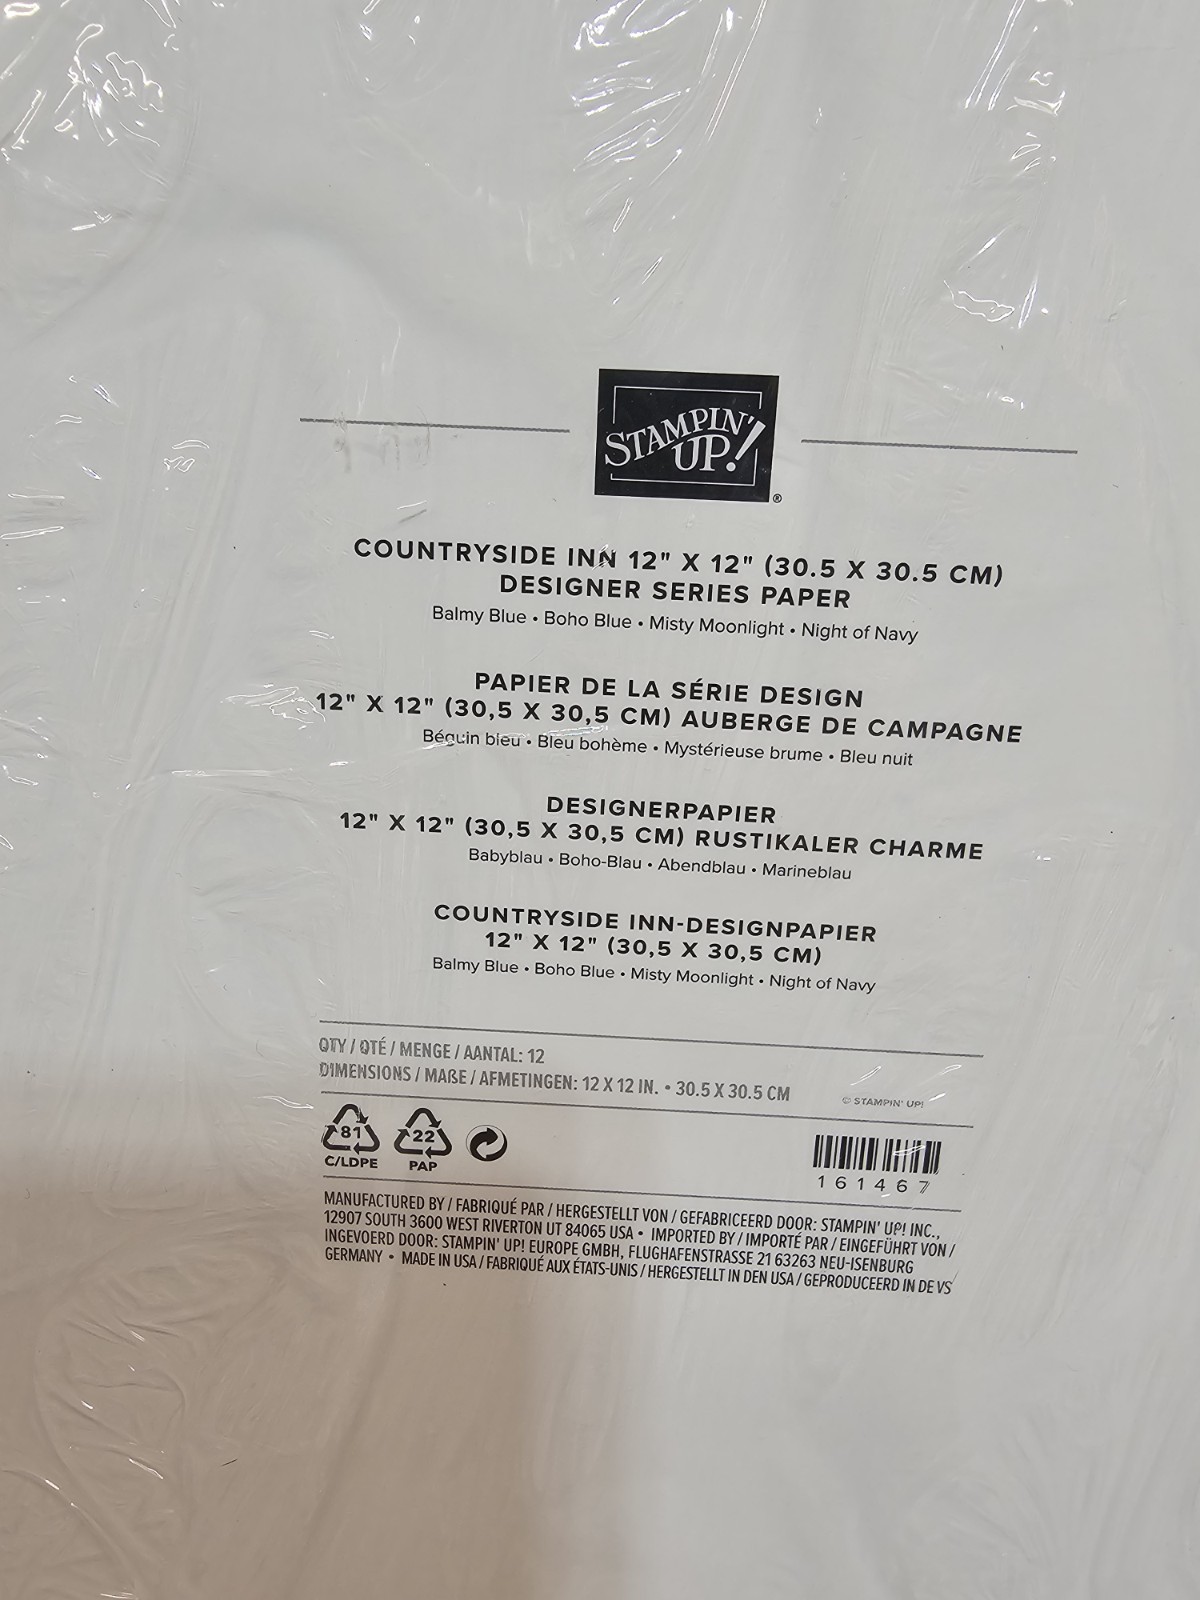 STAMPIN' UP!®
COUNTRYSIDE INN 12" X 12" (30.5 X 30.5 CM)
DESIGNER SERIES PAPER
Balmy Blue • Boho Blue • Misty Moonlight • Night of Navy
PAPIER DE LA SÉRIE DESIGN
12" X 12" (30,5 X 30,5 CM) AUBERGE DE CAMPAGNE
Béguin bleu • Bleu bohème • Mystérieuse brume • Bleu nuit
DESIGNERPAPIER
12" X 12" (30,5 X 30,5 CM) RUSTIKALER CHARME
Babyblau • Boho-Blau • Abendblau • Marineblau
COUNTRYSIDE INN-DESIGNPAPIER
12" X 12" (30,5 X 30,5 CM)
Balmy Blue • Boho Blue • Misty Moonlight • Night of Navy
QTY / QTÉ / MENGE / AANTAL: 12
DIMENSIONS / MAßE / AFMETINGEN: 12 X 12 IN. • 30.5 X 30.5 CM
© STAMPIN' UP!
81
C/LDPE
22
PAP
161467
MANUFACTURED BY / FABRIQUÉ PAR / HERGESTELLT VON / GEFABRICEERD DOOR: STAMPIN' UP! INC.,
12907 SOUTH 3600 WEST RIVERTON UT 84065 USA • IMPORTED BY / IMPORTÉ PAR / EINGEFÜHRT VON /
INGEVOERD DOOR: STAMPIN' UP! EUROPE GMBH, FLUGHAFENSTRASSE 21 63263 NEU-ISENBURG
GERMANY • MADE IN USA / FABRIQUÉ AUX ÉTATS-UNIS / HERGESTELLT IN DEN USA / GEPRODUCEERD IN DE VS